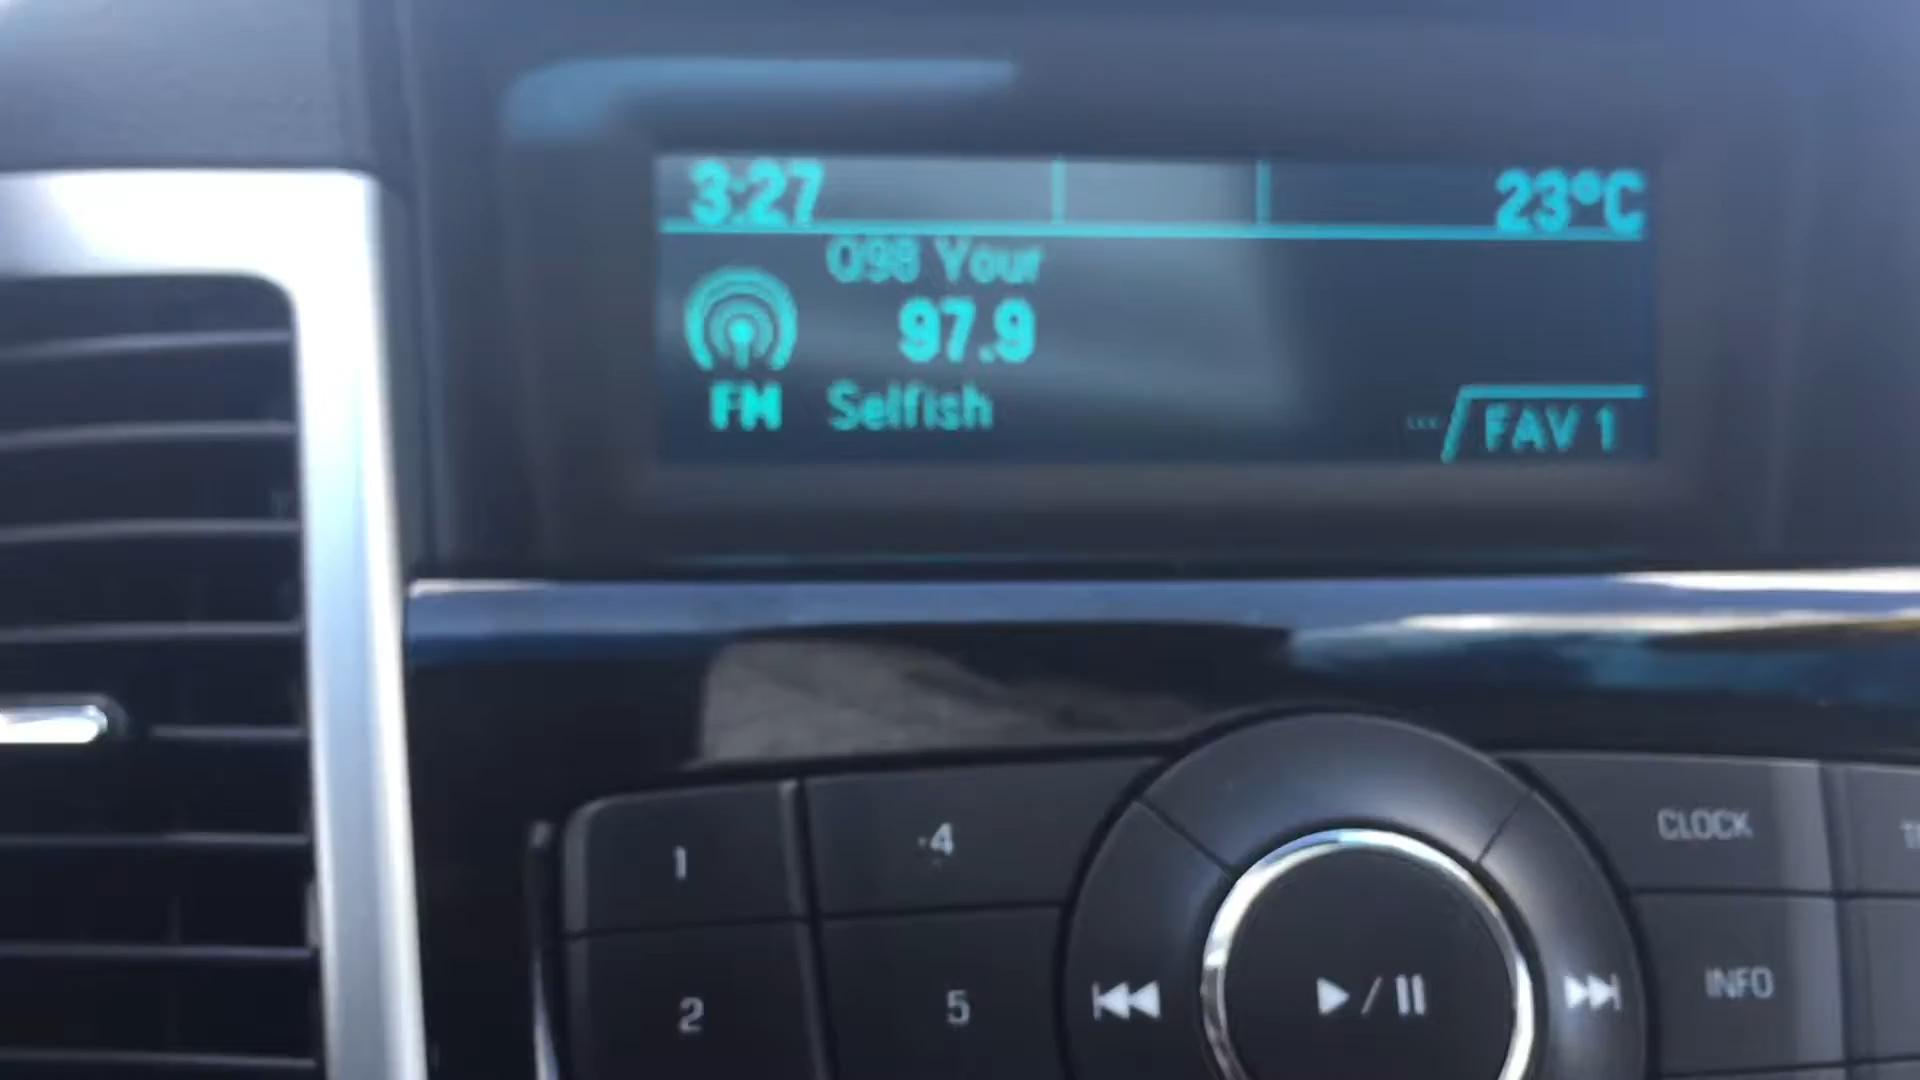 3:27 23°C
Q98 Your
97.9
FM Selfish
... FAV 1
1 4 CLOCK
2 5 INFO